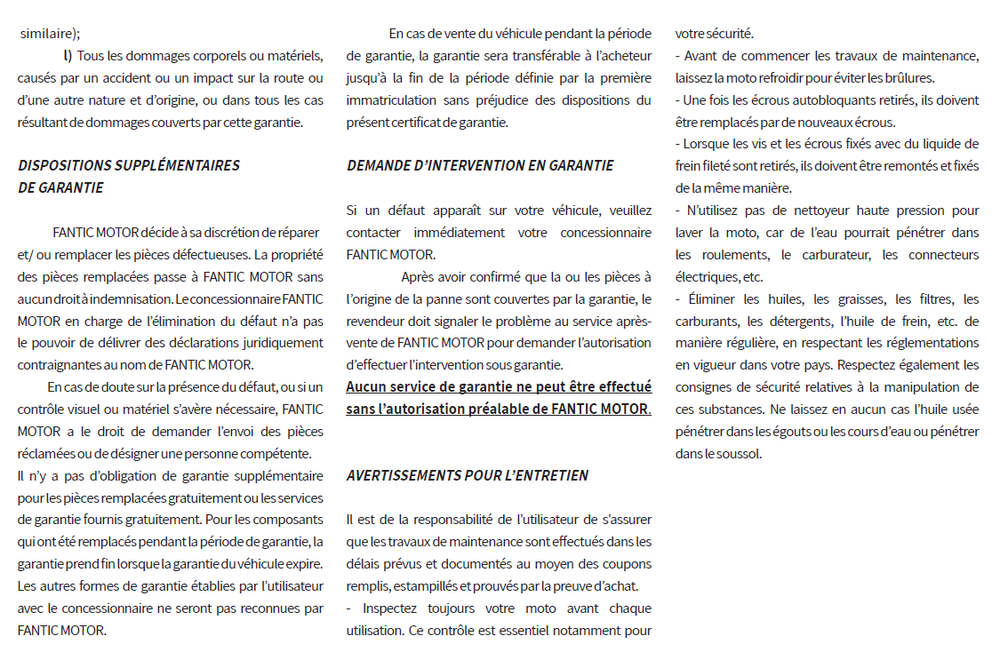 similaire);
l) Tous les dommages corporels ou matériels,
causés par un accident ou un impact sur la route ou
d’une autre nature et d’origine, ou dans tous les cas
résultant de dommages couverts par cette garantie.
DISPOSITIONS SUPPLÉMENTAIRES
DE GARANTIE
FANTIC MOTOR décide à sa discrétion de réparer
et/ ou remplacer les pièces défectueuses. La propriété
des pièces remplacées passe à FANTIC MOTOR sans
aucun droit à indemnisation. Le concessionnaire FANTIC
MOTOR en charge de l’élimination du défaut n’a pas
le pouvoir de délivrer des déclarations juridiquement
contraignantes au nom de FANTIC MOTOR.
En cas de doute sur la présence du défaut, ou si un
contrôle visuel ou matériel s’avère nécessaire, FANTIC
MOTOR a le droit de demander l’envoi des pièces
réclamées ou de désigner une personne compétente.
Il n’y a pas d’obligation de garantie supplémentaire
pour les pièces remplacées gratuitement ou les services
de garantie fournis gratuitement. Pour les composants
qui ont été remplacés pendant la période de garantie, la
garantie prend fin lorsque la garantie du véhicule expire.
Les autres formes de garantie établies par l’utilisateur
avec le concessionnaire ne seront pas reconnues par
FANTIC MOTOR.
En cas de vente du véhicule pendant la période
de garantie, la garantie sera transférable à l’acheteur
jusqu’à la fin de la période définie par la première
immatriculation sans préjudice des dispositions du
présent certificat de garantie.
DEMANDE D’INTERVENTION EN GARANTIE
Si un défaut apparaît sur votre véhicule, veuillez
contacter immédiatement votre concessionnaire
FANTIC MOTOR.
Après avoir confirmé que la ou les pièces à
l’origine de la panne sont couvertes par la garantie, le
revendeur doit signaler le problème au service après-
vente de FANTIC MOTOR pour demander l’autorisation
d’effectuer l’intervention sous garantie.
Aucun service de garantie ne peut être effectué
sans l’autorisation préalable de FANTIC MOTOR.
AVERTISSEMENTS POUR L’ENTRETIEN
Il est de la responsabilité de l’utilisateur de s’assurer
que les travaux de maintenance sont effectués dans les
délais prévus et documentés au moyen des coupons
remplis, estampillés et prouvés par la preuve d’achat.
- Inspectez toujours votre moto avant chaque
utilisation. Ce contrôle est essentiel notamment pour
votre sécurité.
- Avant de commencer les travaux de maintenance,
laissez la moto refroidir pour éviter les brûlures.
- Une fois les écrous autobloquants retirés, ils doivent
être remplacés par de nouveaux écrous.
- Lorsque les vis et les écrous fixés avec du liquide de
frein fileté sont retirés, ils doivent être remontés et fixés
de la même manière.
- N’utilisez pas de nettoyeur haute pression pour
laver la moto, car de l’eau pourrait pénétrer dans
les roulements, le carburateur, les connecteurs
électriques, etc.
- Éliminer les huiles, les graisses, les filtres, les
carburants, les détergents, l’huile de frein, etc. de
manière régulière, en respectant les réglementations
en vigueur dans votre pays. Respectez également les
consignes de sécurité relatives à la manipulation de
ces substances. Ne laissez en aucun cas l’huile usée
pénétrer dans les égouts ou les cours d’eau ou pénétrer
dans le soussol.